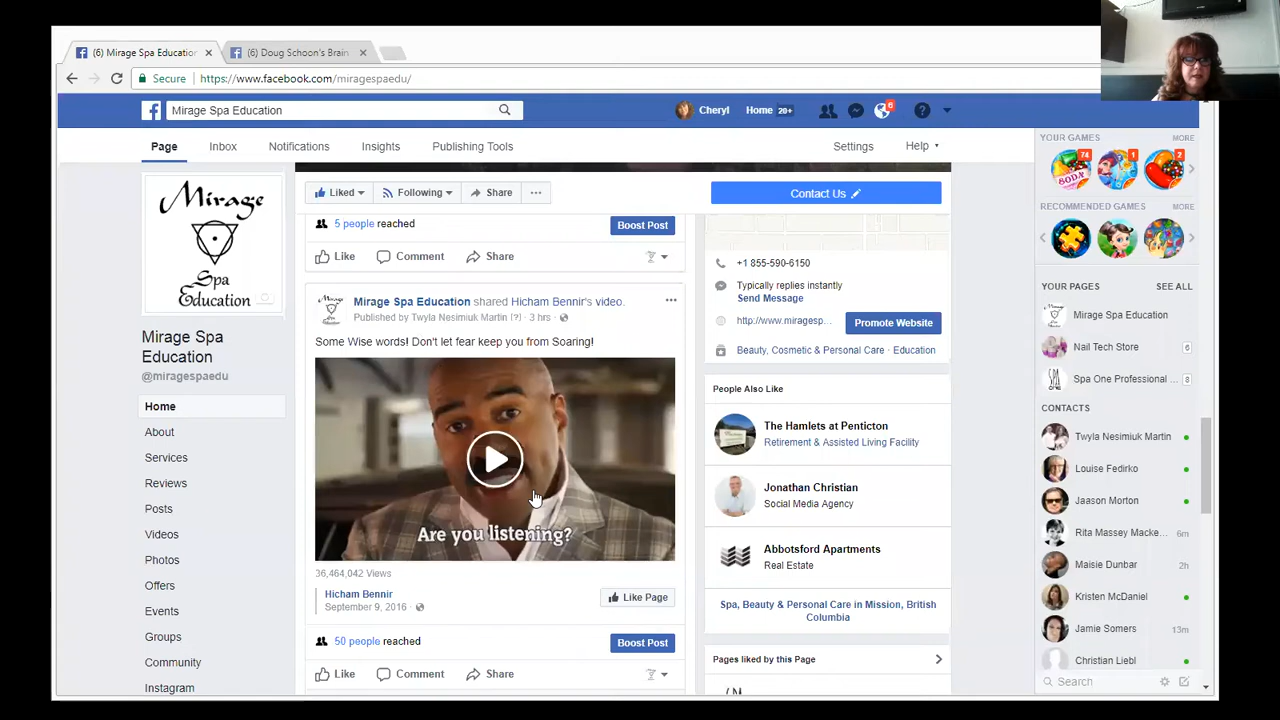 (6) Mirage Spa Education
(6) Doug Schoon's Brain
Secure
https://www.facebook.com/miragespaedu/
Mirage Spa Education
Cheryl
Home 20+
6
?
Page
Inbox
Notifications
Insights
Publishing Tools
Settings
Help
Mirage
Spa
Education
Mirage Spa
Education
@miragespaedu
Home
About
Services
Reviews
Posts
Videos
Photos
Offers
Events
Groups
Community
Instagram
Liked
Following
Share
...
Contact Us
5 people reached
Boost Post
Like
Comment
Share
Mirage Spa Education shared Hicham Bennir's video.
Published by Twyla Nesimiuk Martin [?] · 3 hrs ·
Some Wise words! Don't let fear keep you from Soaring!
Are you listening?
36,464,042 Views
Hicham Bennir
September 9, 2016 ·
Like Page
50 people reached
Boost Post
Like
Comment
Share
+1 855-590-6150
Typically replies instantly
Send Message
http://www.miragesp...
Promote Website
Beauty, Cosmetic & Personal Care · Education
People Also Like
The Hamlets at Penticton
Retirement & Assisted Living Facility
Jonathan Christian
Social Media Agency
Abbotsford Apartments
Real Estate
Spa, Beauty & Personal Care in Mission, British
Columbia
Pages liked by this Page
YOUR GAMES
MORE
74
1
2
SODA
RECOMMENDED GAMES
MORE
YOUR PAGES
SEE ALL
Mirage Spa Education
Nail Tech Store
6
Spa One Professional ...
8
CONTACTS
Twyla Nesimiuk Martin
Louise Fedirko
Jaason Morton
Rita Massey Macke...
6m
Maisie Dunbar
2h
Kristen McDaniel
Jamie Somers
13m
Christian Liebl
Search